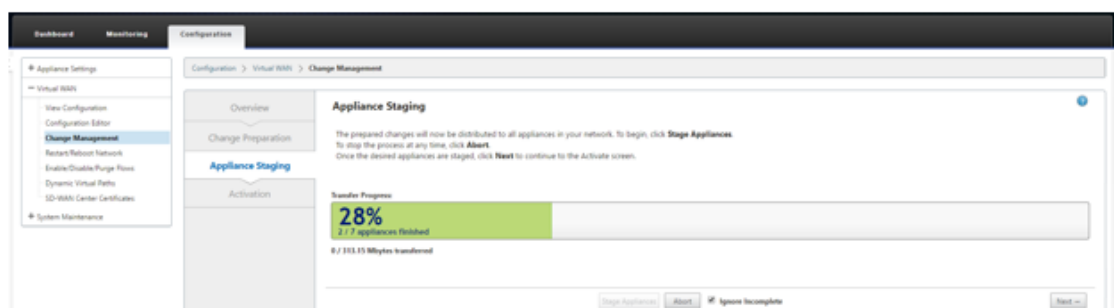 Dashboard Monitoring Configuration
+ Appliance Settings
− Virtual WAN
View Configuration
Configuration Editor
Change Management
Restart/Reboot Network
Enable/Disable/Purge Flows
Dynamic Virtual Paths
SD-WAN Center Certificates
+ System Maintenance
Configuration > Virtual WAN > Change Management
Overview
Change Preparation
Appliance Staging
Activation
Appliance Staging
?
The prepared changes will now be distributed to all appliances in your network. To begin, click Stage Appliances.
To stop the process at any time, click Abort.
Once the desired appliances are staged, click Next to continue to the Activate screen.
Transfer Progress:
28%
2 / 7 appliances finished
0 / 313.15 Mbytes transferred
Stage Appliances Abort Ignore Incomplete Next